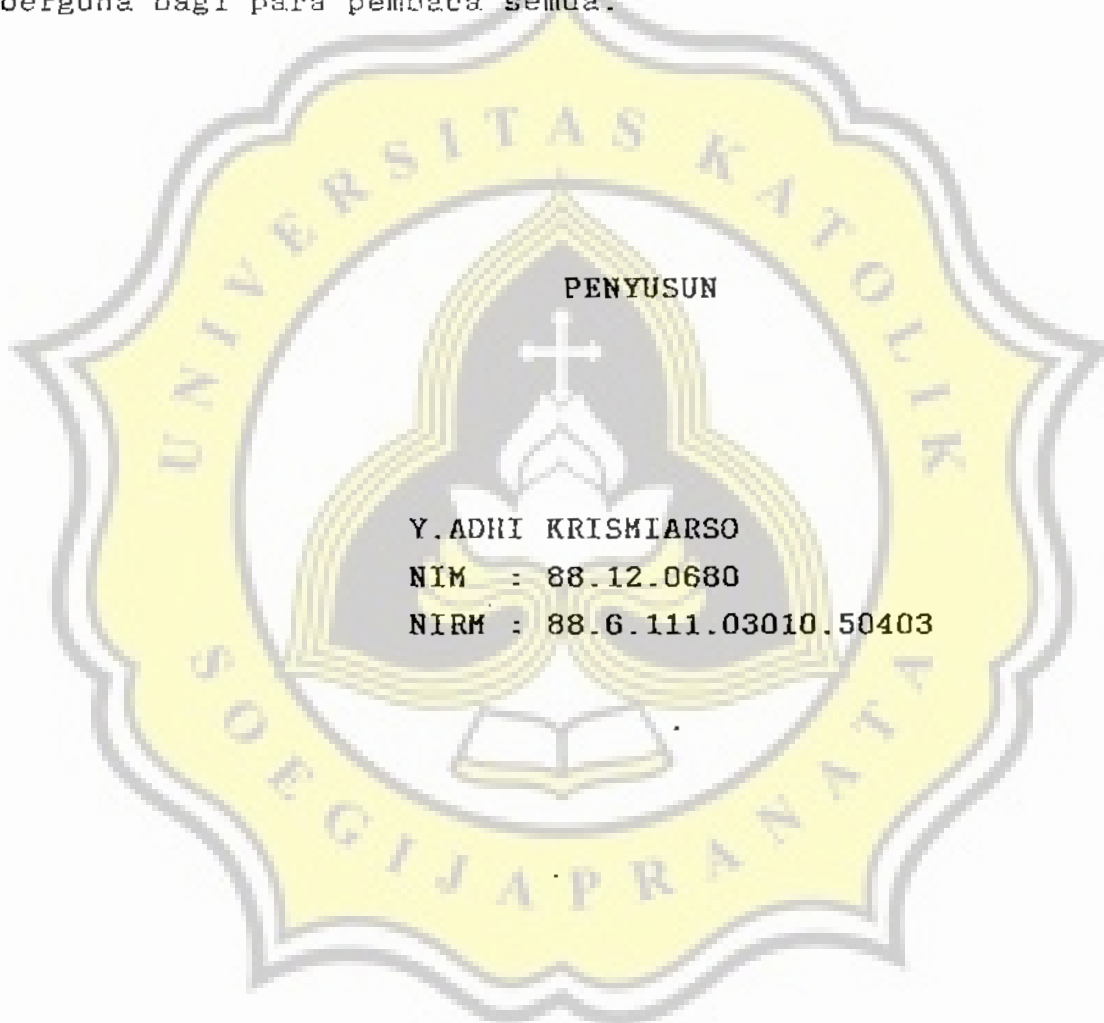 berguna bagi para pembaca semua.
UNIVERSITAS KATOLIK
PENYUSUN
Y.ADHI KRISMIARSO
NIM : 88.12.0680
NIRM : 88.6.111.03010.50403
SOEGIJAPRANATA